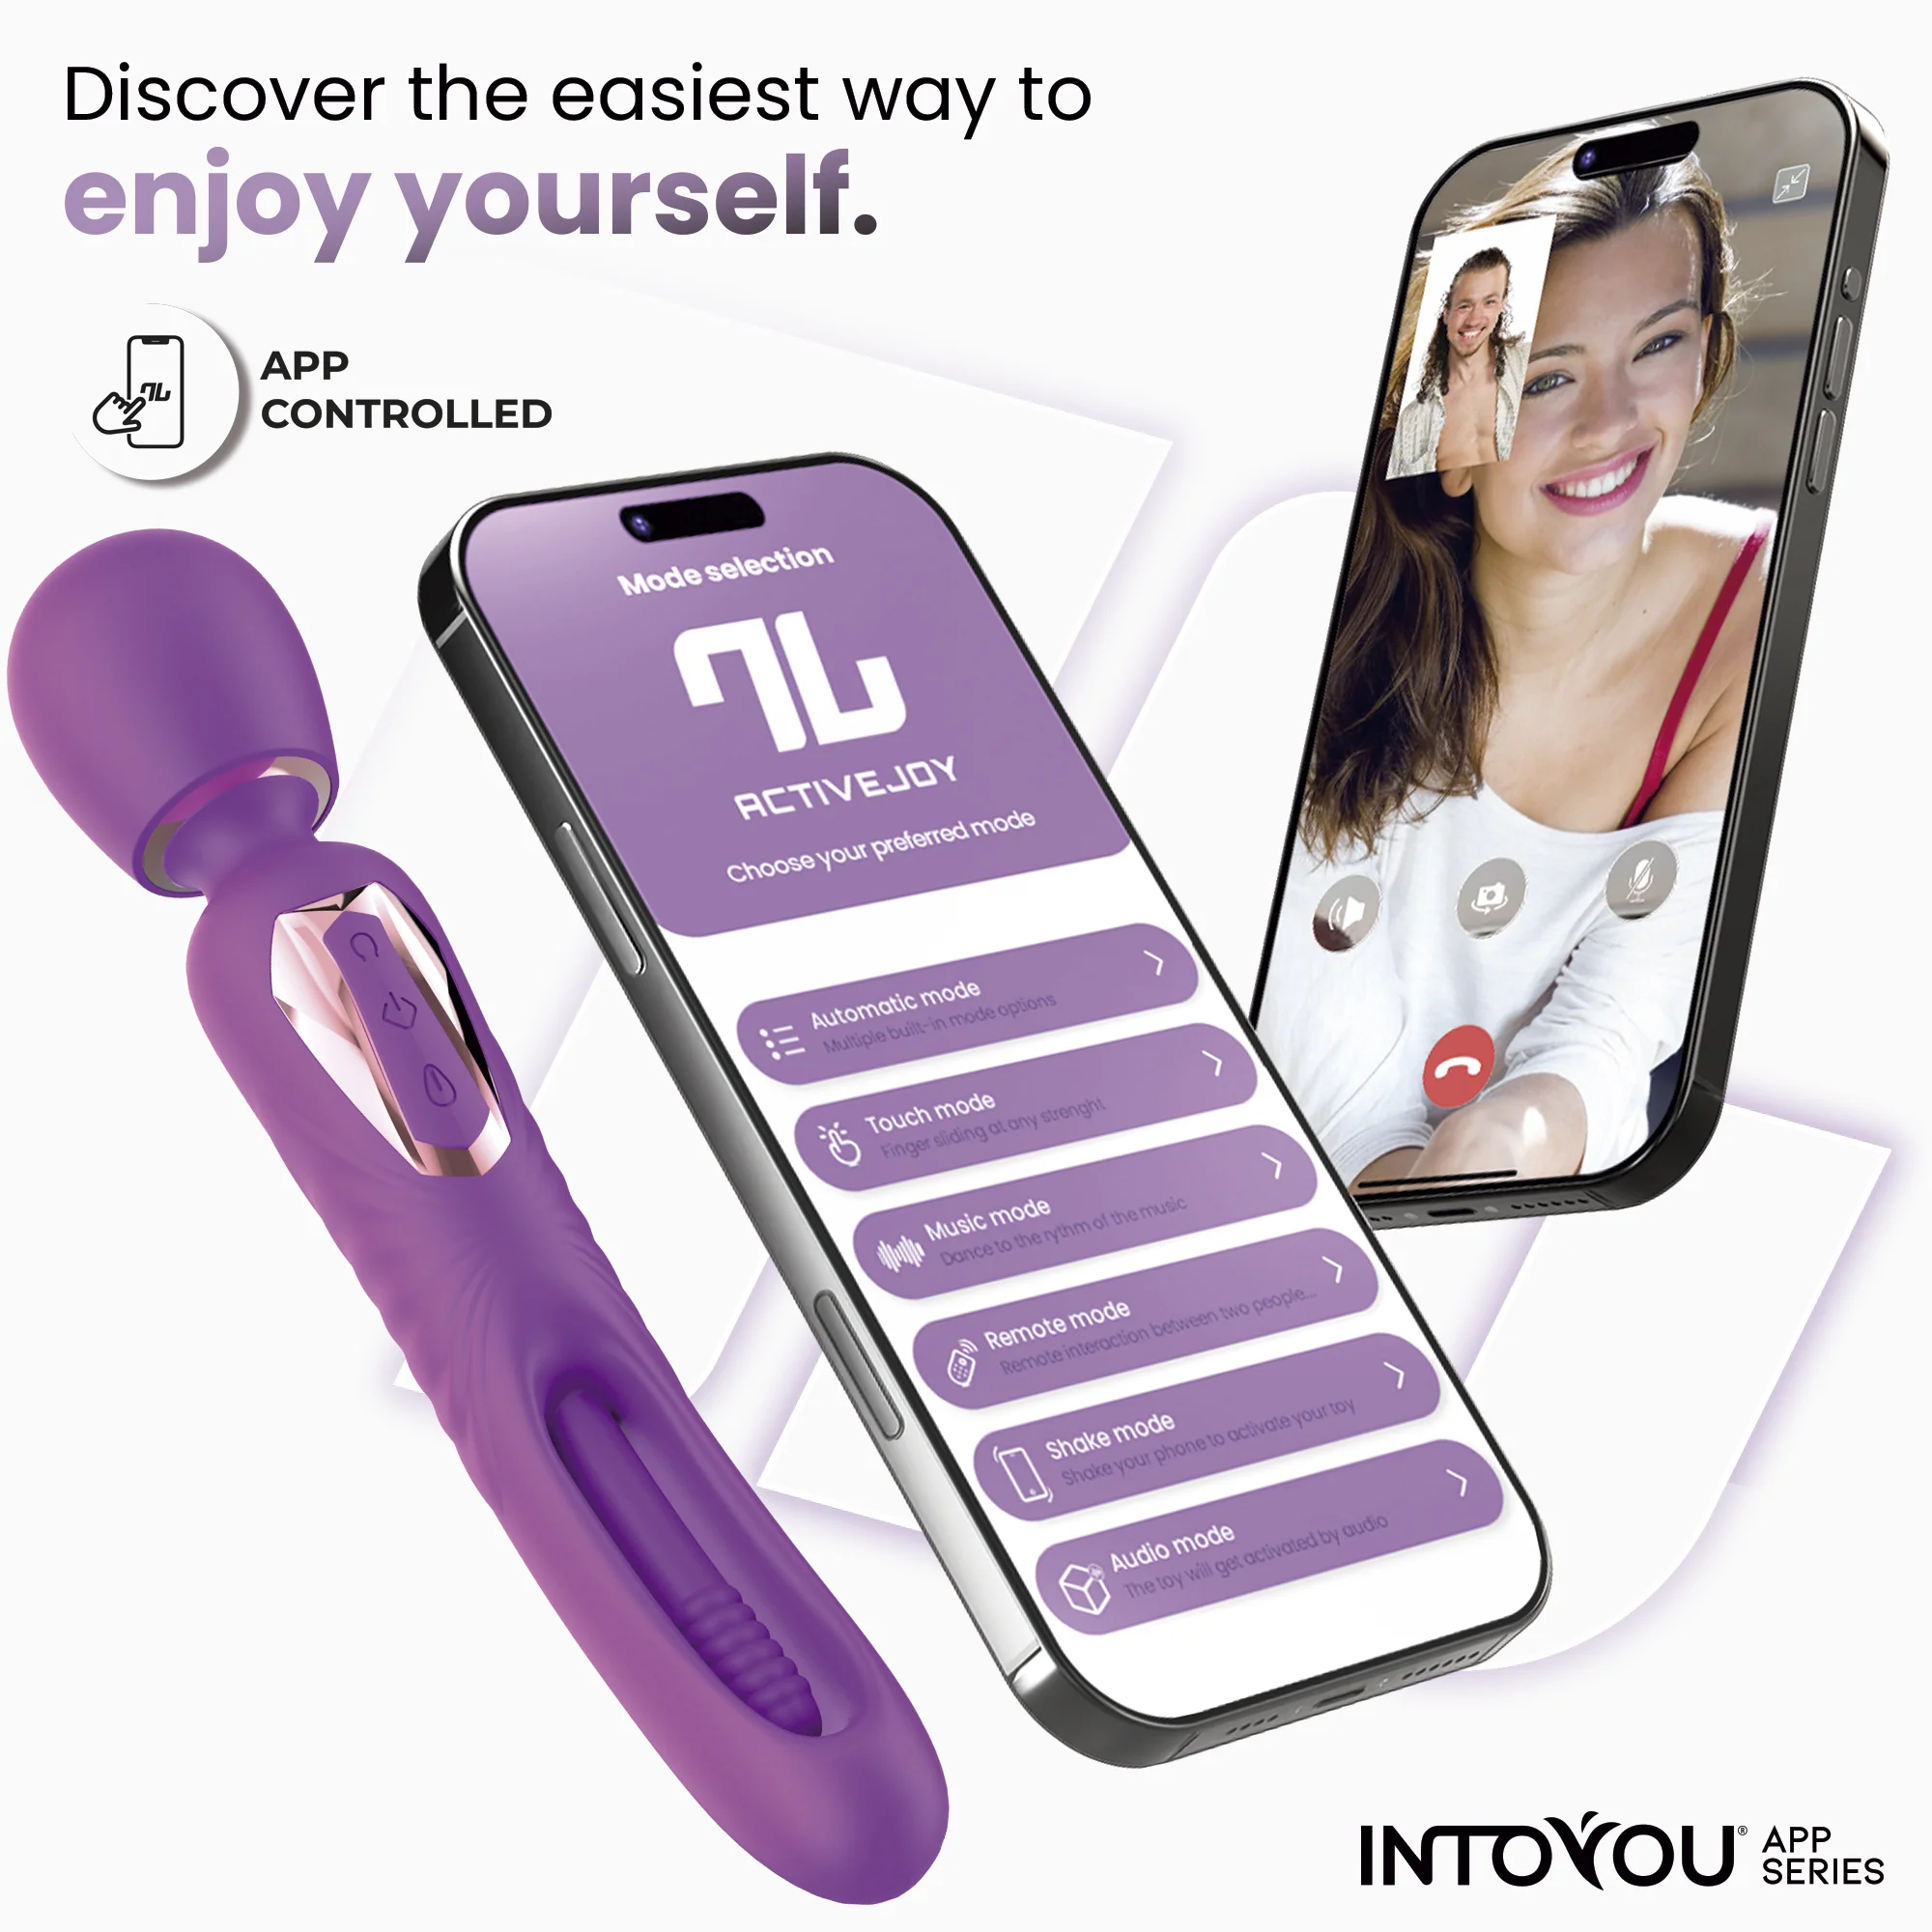 Discover the easiest way to
enjoy yourself.
APP
CONTROLLED
Mode selection
ACTIVEJOY
Choose your preferred mode
Automatic mode
Multiple built-in mode options
Touch mode
Finger sliding at any strenght
Music mode
Dance to the rythm of the music
Remote mode
Remote interaction between two people...
Shake mode
Shake your phone to activate your toy
Audio mode
The toy will get activated by audio
INTOYOU® APP
SERIES